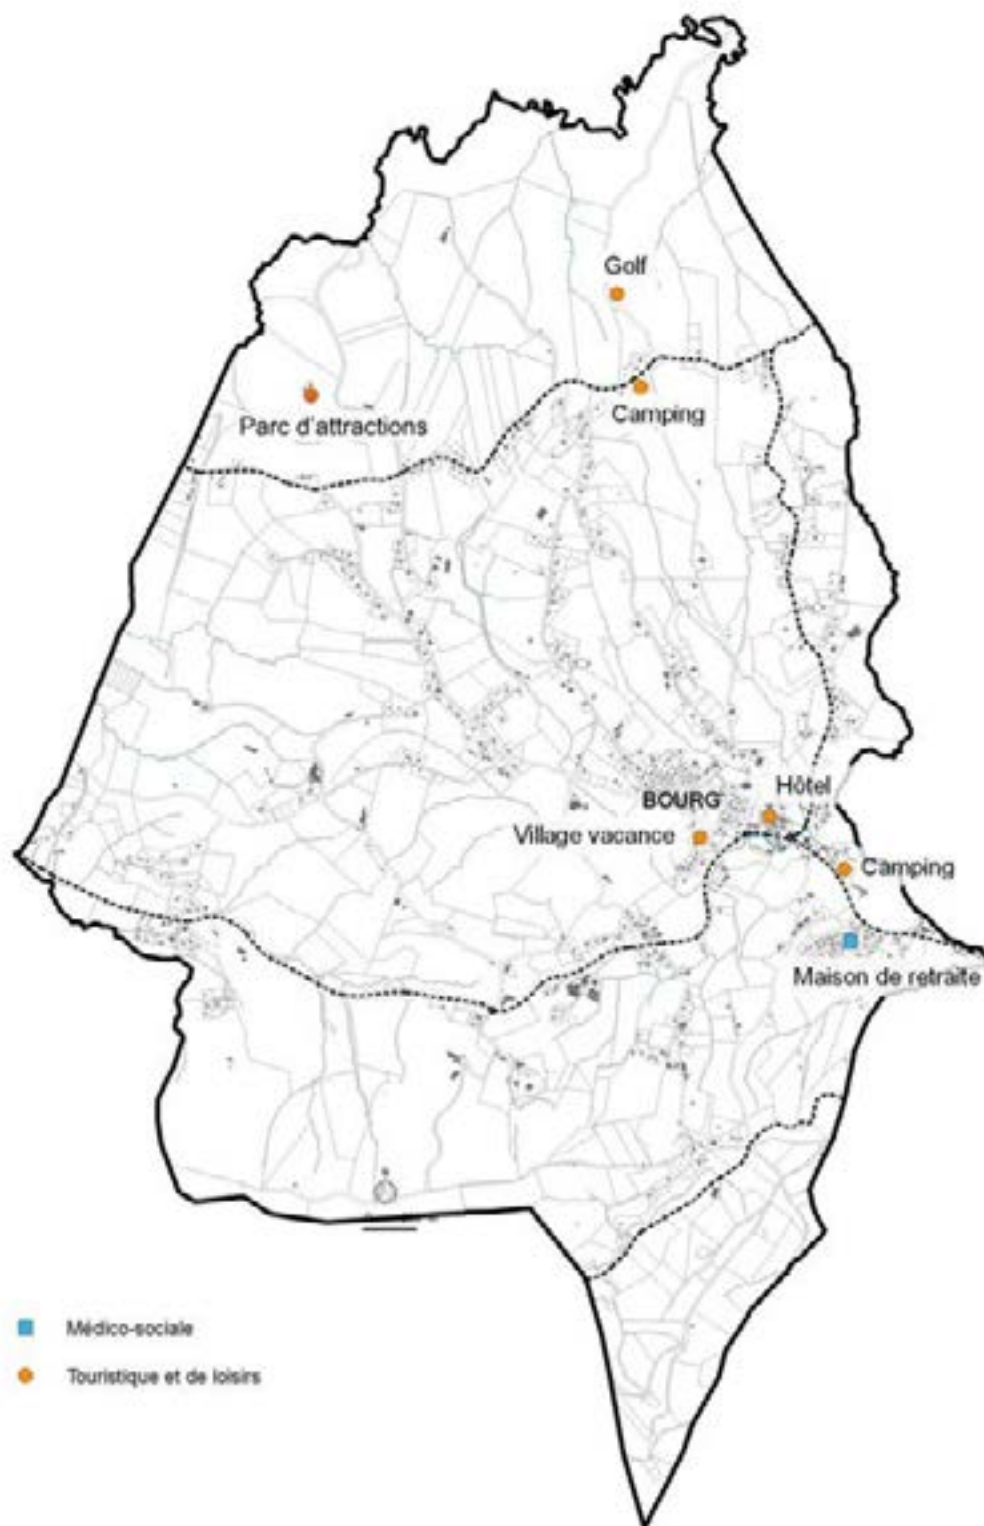 Golf
Camping
Parc d'attractions
Hôtel
BOURG
Village vacance
Camping
Maison de retraite
Médico-sociale
Touristique et de loisirs